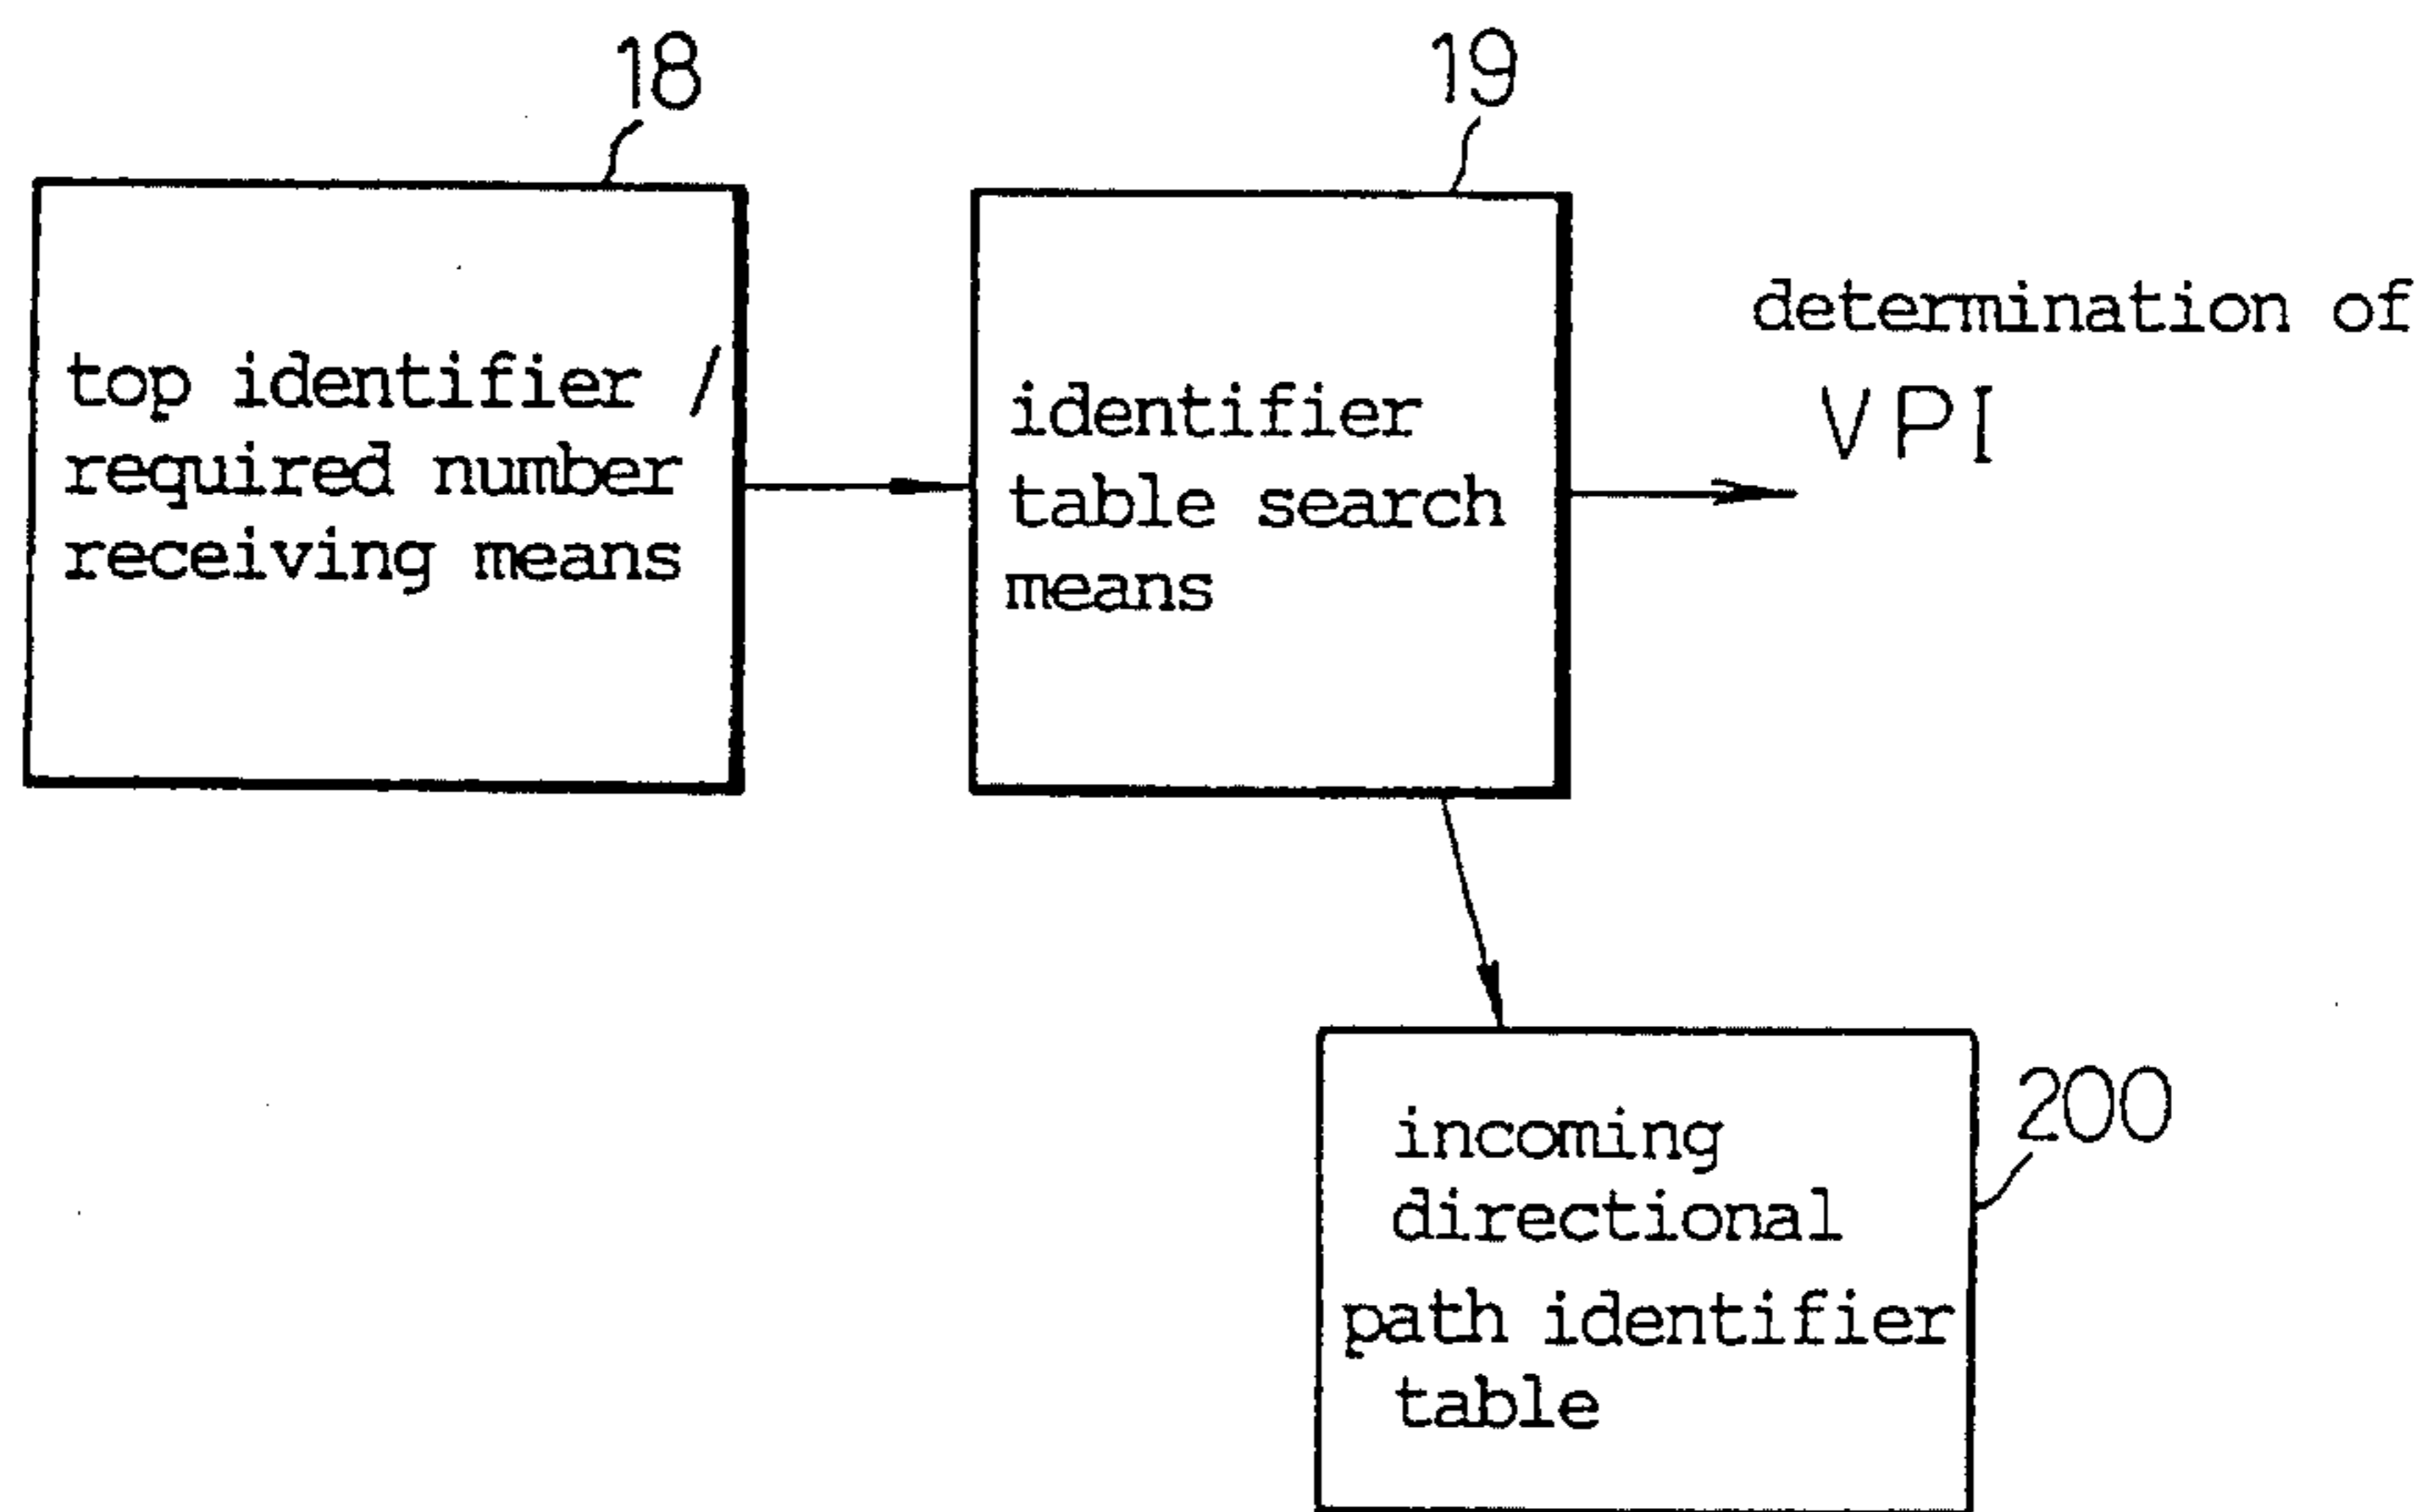 18
19
top identifier /
required number
receiving means
identifier
table search
means
determination of
VPI
incoming
directional
path identifier
table
200